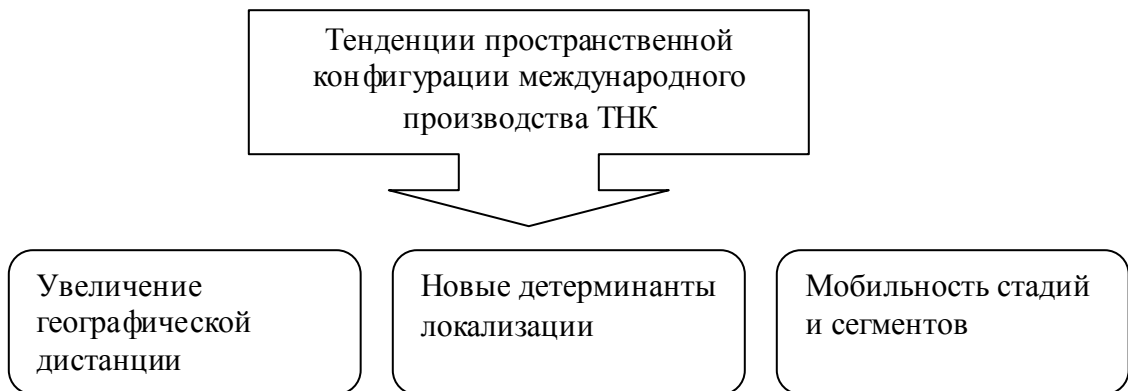 Тенденции пространственной
конфигурации международного
производства ТНК
Увеличение
географической
дистанции
Новые детерминанты
локализации
Мобильность стадий
и сегментов